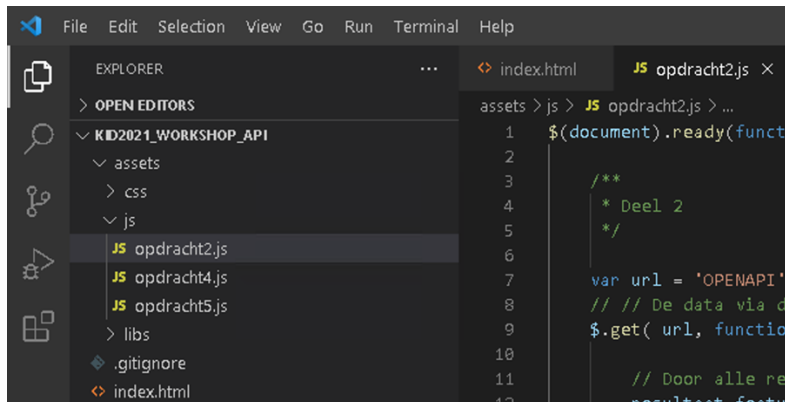 File Edit Selection View Go Run Terminal Help
EXPLORER ...
OPEN EDITORS
KID2021_WORKSHOP_API
assets
css
js
JS opdracht2.js
JS opdracht4.js
JS opdracht5.js
libs
.gitignore
<> index.html
<> index.html JS opdracht2.js ×
assets > js > JS opdracht2.js > ...
1 $(document).ready(funct
2
3 /**
4 * Deel 2
5 */
6
7 var url = 'OPENAPI'
8 // // De data via d
9 $.get( url, functio
10
11 // Door alle re